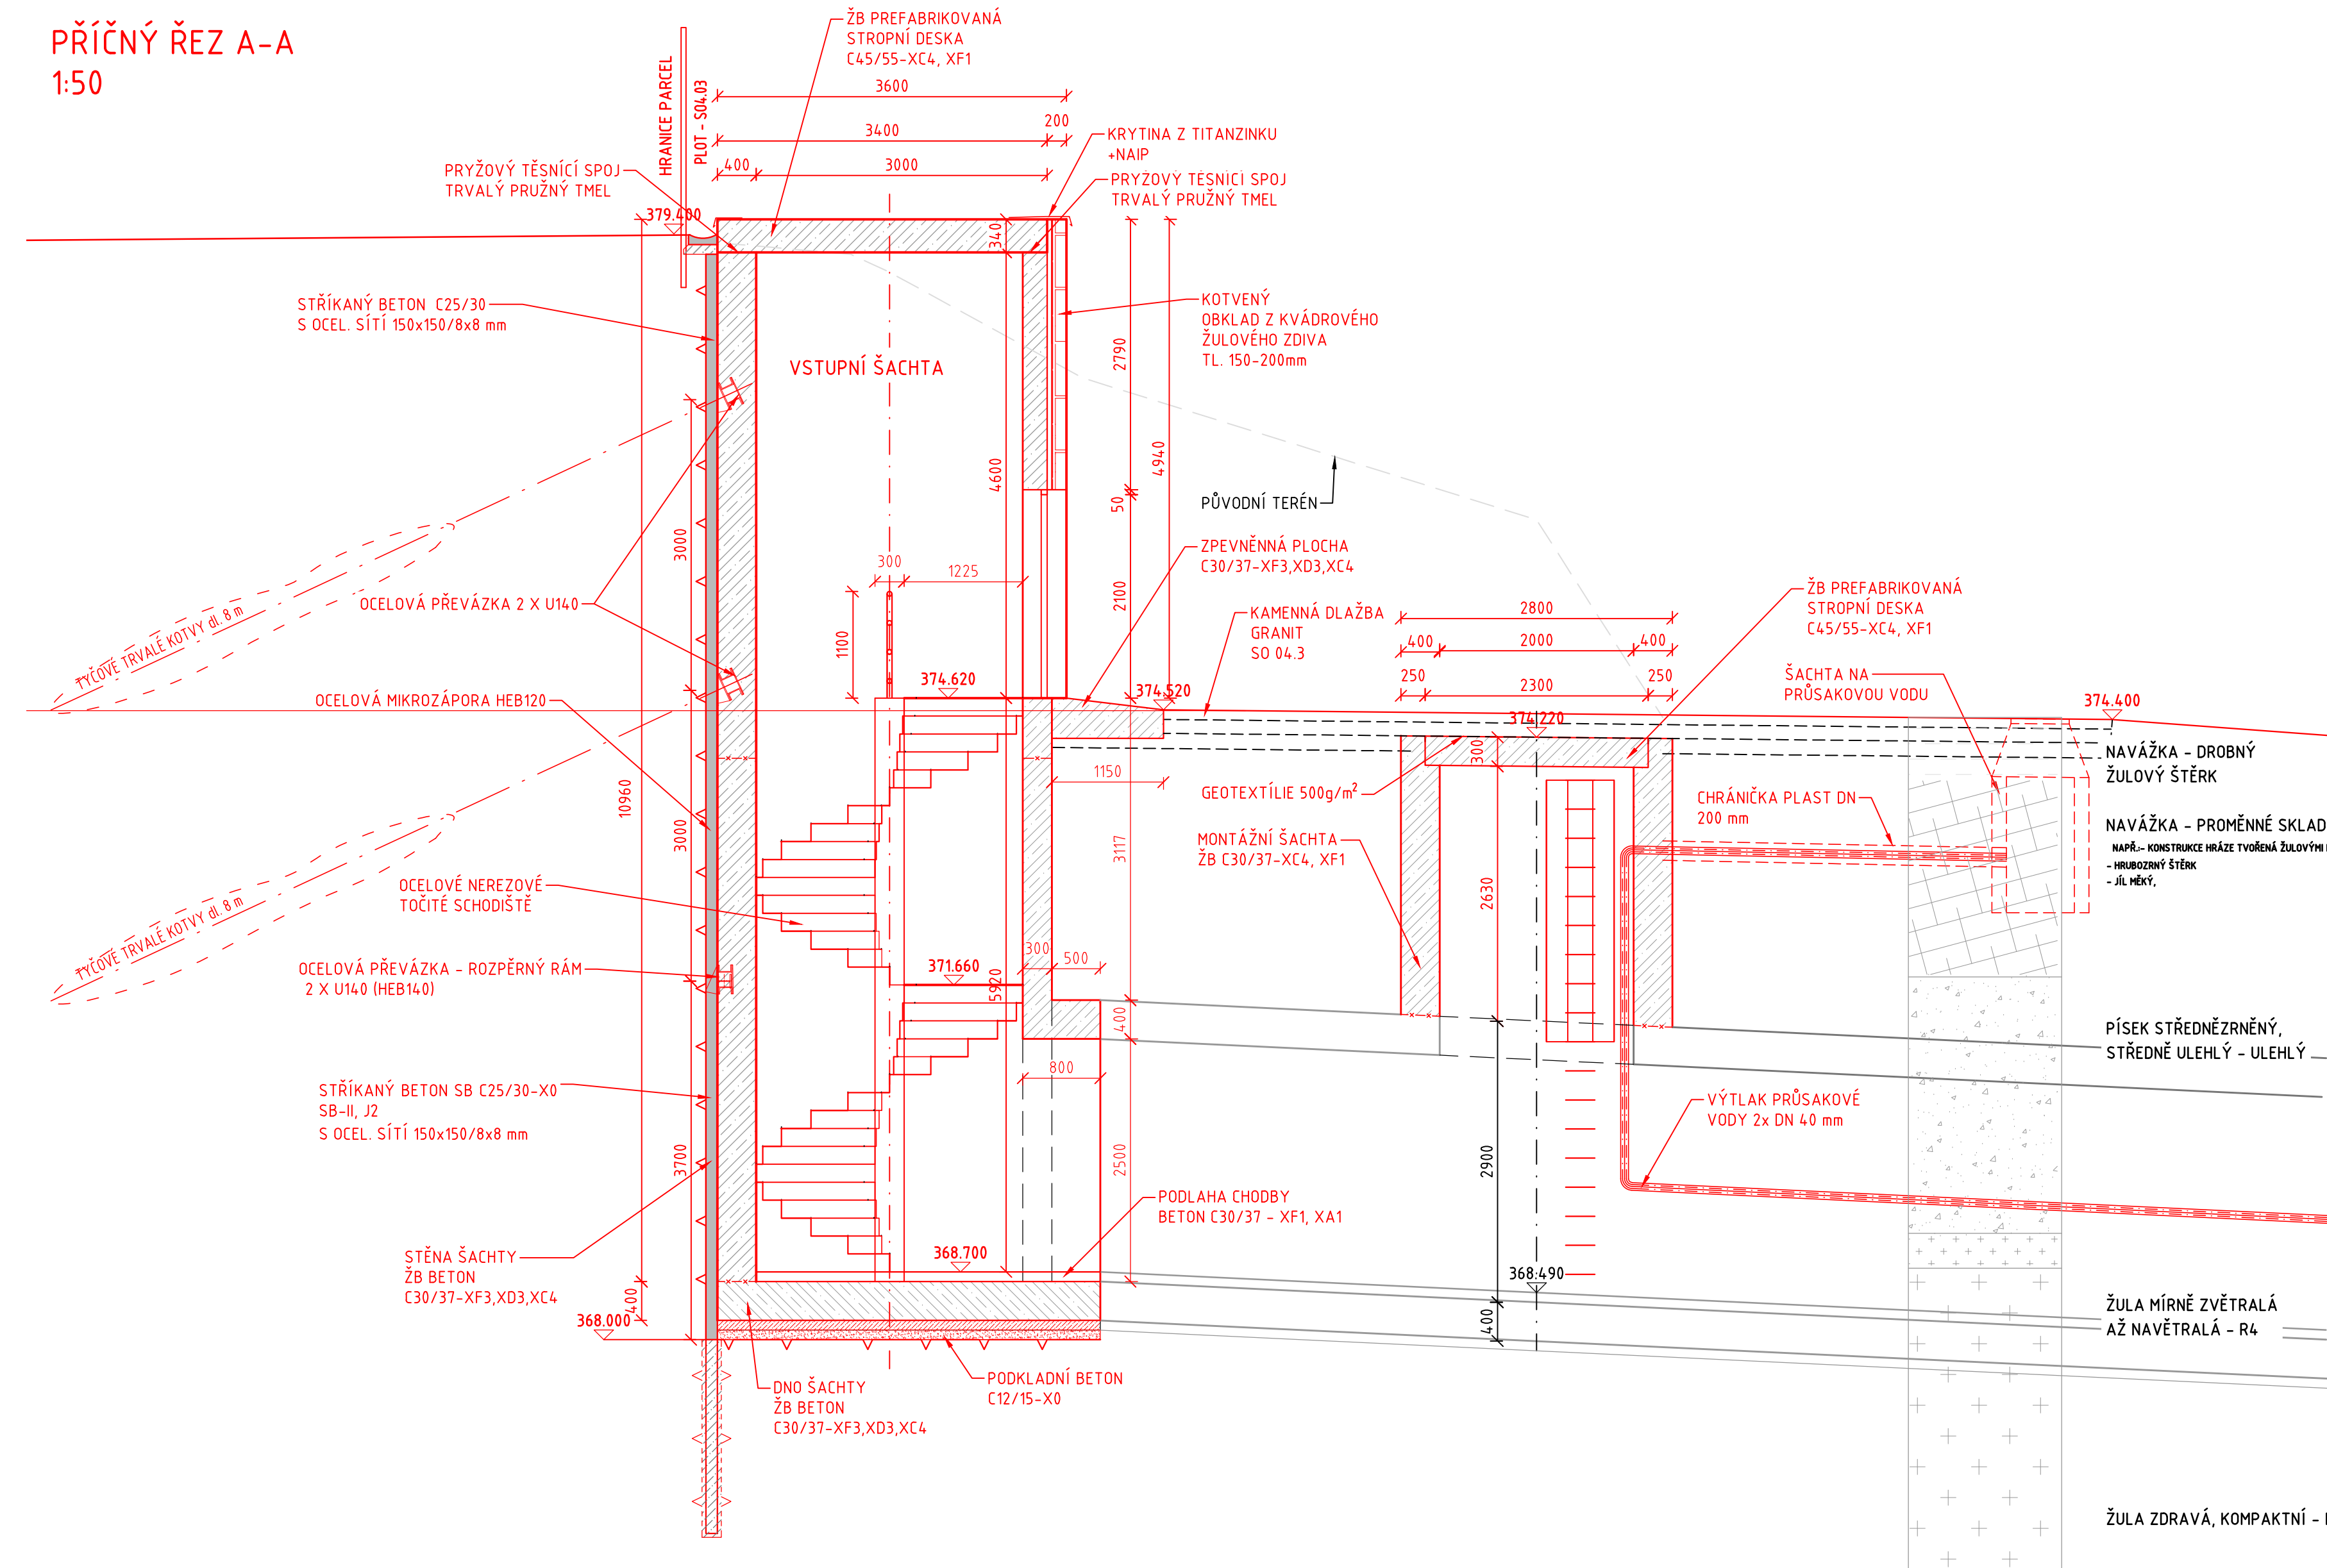 PŘÍČNÝ ŘEZ A-A
1:50
HRANICE PARCEL
PLOT - S04.03
ŽB PREFABRIKOVANÁ
STROPNÍ DESKA
C45/55-XC4, XF1
3600
3400
200
400
3000
KRYTINA Z TITANZINKU
+NAIP
PRYŽOVÝ TĚSNÍCÍ SPOJ
TRVALÝ PRUŽNÝ TMEL
PRYŽOVÝ TĚSNÍCÍ SPOJ
TRVALÝ PRUŽNÝ TMEL
379.400
340
STŘÍKANÝ BETON C25/30
S OCEL. SÍTÍ 150x150/8x8 mm
VSTUPNÍ ŠACHTA
KOTVENÝ
OBKLAD Z KVÁDROVÉHO
ŽULOVÉHO ZDIVA
TL. 150-200mm
2790
4940
4600
50
PŮVODNÍ TERÉN
3000
ZPEVNĚNNÁ PLOCHA
C30/37-XF3,XD3,XC4
300
1225
2100
1100
OCELOVÁ PŘEVÁZKA 2 X U140
TYČOVÉ TRVALÉ KOTVY dl. 8 m
KAMENNÁ DLAŽBA
GRANIT
SO 04.3
2800
400
2000
400
250
2300
250
ŽB PREFABRIKOVANÁ
STROPNÍ DESKA
C45/55-XC4, XF1
ŠACHTA NA
PRŮSAKOVOU VODU
374.400
374.620
374.520
374.220
OCELOVÁ MIKROZÁPORA HEB120
300
NAVÁŽKA - DROBNÝ
ŽULOVÝ ŠTĚRK
10960
3000
1150
GEOTEXTÍLIE 500g/m²
CHRÁNIČKA PLAST DN
200 mm
NAVÁŽKA - PROMĚNNÉ SKLAD
NAPŘ.:- KONSTRUKCE HRÁZE TVOŘENÁ ŽULOVÝMI
- HRUBOZRNÝ ŠTĚRK
- JÍL MĚKÝ,
MONTÁŽNÍ ŠACHTA
ŽB C30/37-XC4, XF1
3117
2630
OCELOVÉ NEREZOVÉ
TOČITÉ SCHODIŠTĚ
TYČOVÉ TRVALÉ KOTVY dl. 8 m
300
500
OCELOVÁ PŘEVÁZKA - ROZPĚRNÝ RÁM
2 X U140 (HEB140)
371.660
5920
400
PÍSEK STŘEDNĚZRNĚNÝ,
STŘEDNĚ ULEHLÝ - ULEHLÝ
800
STŘÍKANÝ BETON SB C25/30-X0
SB-II, J2
S OCEL. SÍTÍ 150x150/8x8 mm
VÝTLAK PRŮSAKOVÉ
VODY 2x DN 40 mm
3700
2500
2900
PODLAHA CHODBY
BETON C30/37 - XF1, XA1
STĚNA ŠACHTY
ŽB BETON
C30/37-XF3,XD3,XC4
368.700
368.490
400
368.000
400
ŽULA MÍRNĚ ZVĚTRALÁ
AŽ NAVĚTRALÁ - R4
DNO ŠACHTY
ŽB BETON
C30/37-XF3,XD3,XC4
PODKLADNÍ BETON
C12/15-X0
ŽULA ZDRAVÁ, KOMPAKTNÍ -